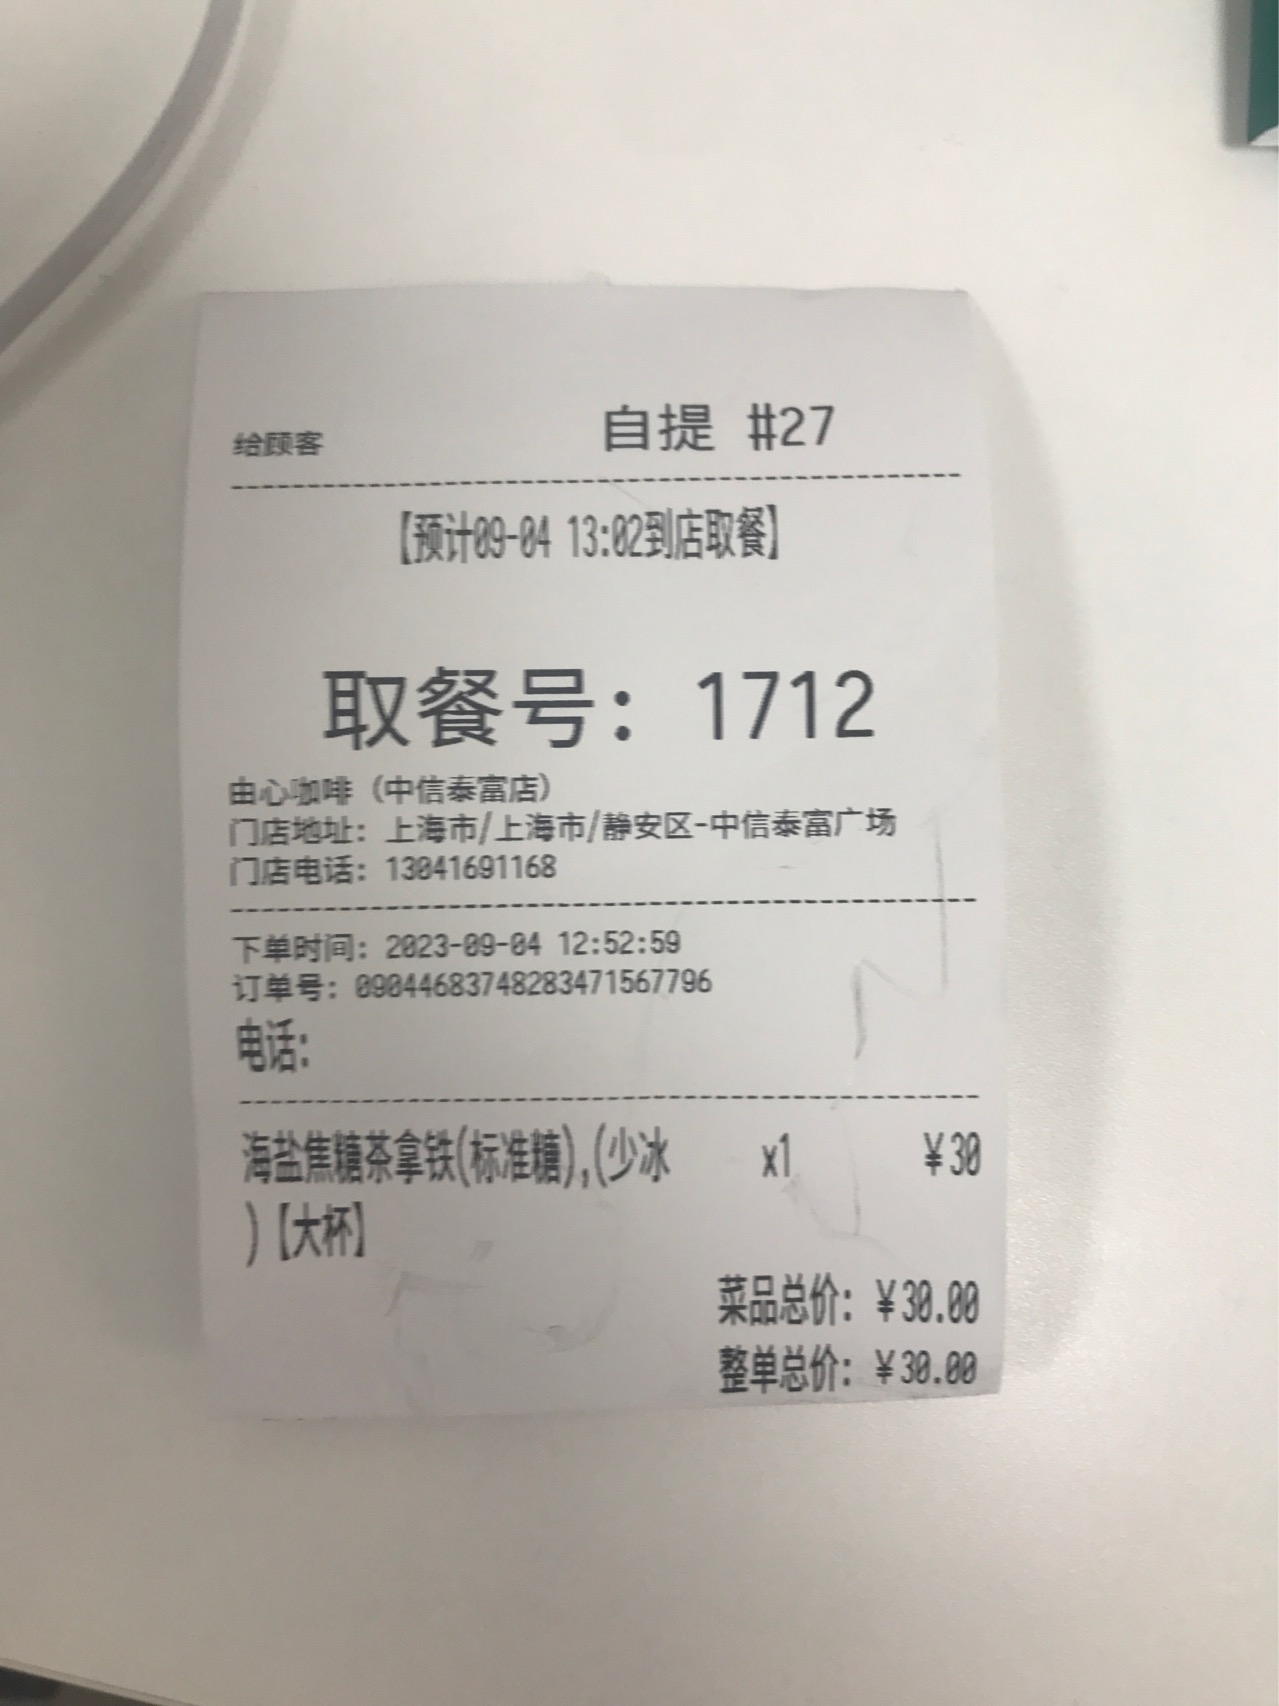 给顾客 自提 #27
【预计09-04 13:02到店取餐】
取餐号：1712
由心咖啡（中信泰富店）
门店地址：上海市/上海市/静安区-中信泰富广场
门店电话：13041691168
下单时间：2023-09-04 12:52:59
订单号：09044683748283471567796
电话：
海盐焦糖茶拿铁(标准糖),(少冰 x1 ￥30
)【大杯】
菜品总价：￥30.00
整单总价：￥30.00